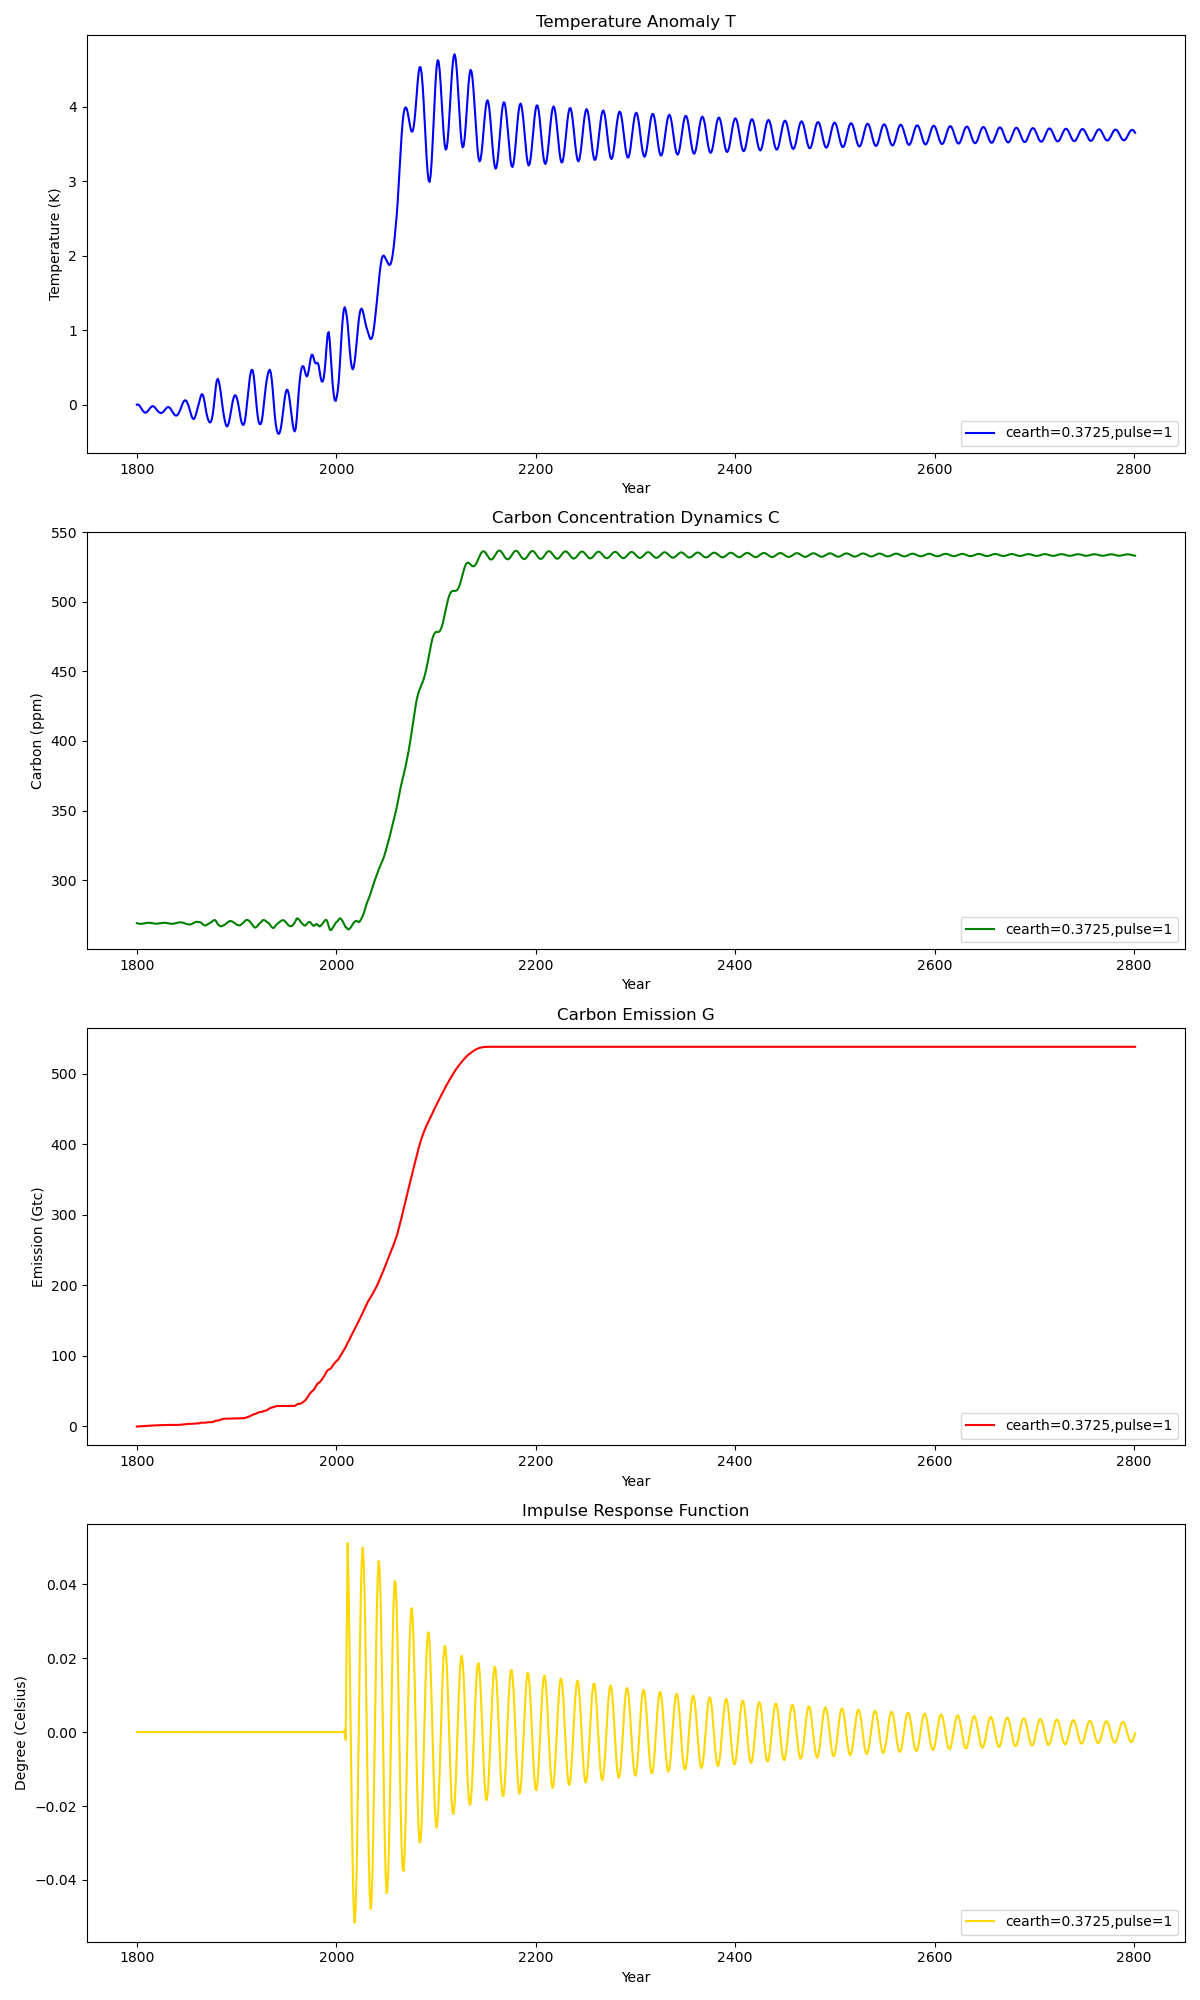 Temperature Anomaly T
4
3
2
1
0
Temperature (K)
cearth=0.3725,pulse=1
1800 2000 2200 2400 2600 2800
Year
Carbon Concentration Dynamics C
550
500
450
400
350
300
Carbon (ppm)
cearth=0.3725,pulse=1
1800 2000 2200 2400 2600 2800
Year
Carbon Emission G
500
400
300
200
100
0
Emission (Gtc)
cearth=0.3725,pulse=1
1800 2000 2200 2400 2600 2800
Year
Impulse Response Function
0.04
0.02
0.00
−0.02
−0.04
Degree (Celsius)
cearth=0.3725,pulse=1
1800 2000 2200 2400 2600 2800
Year